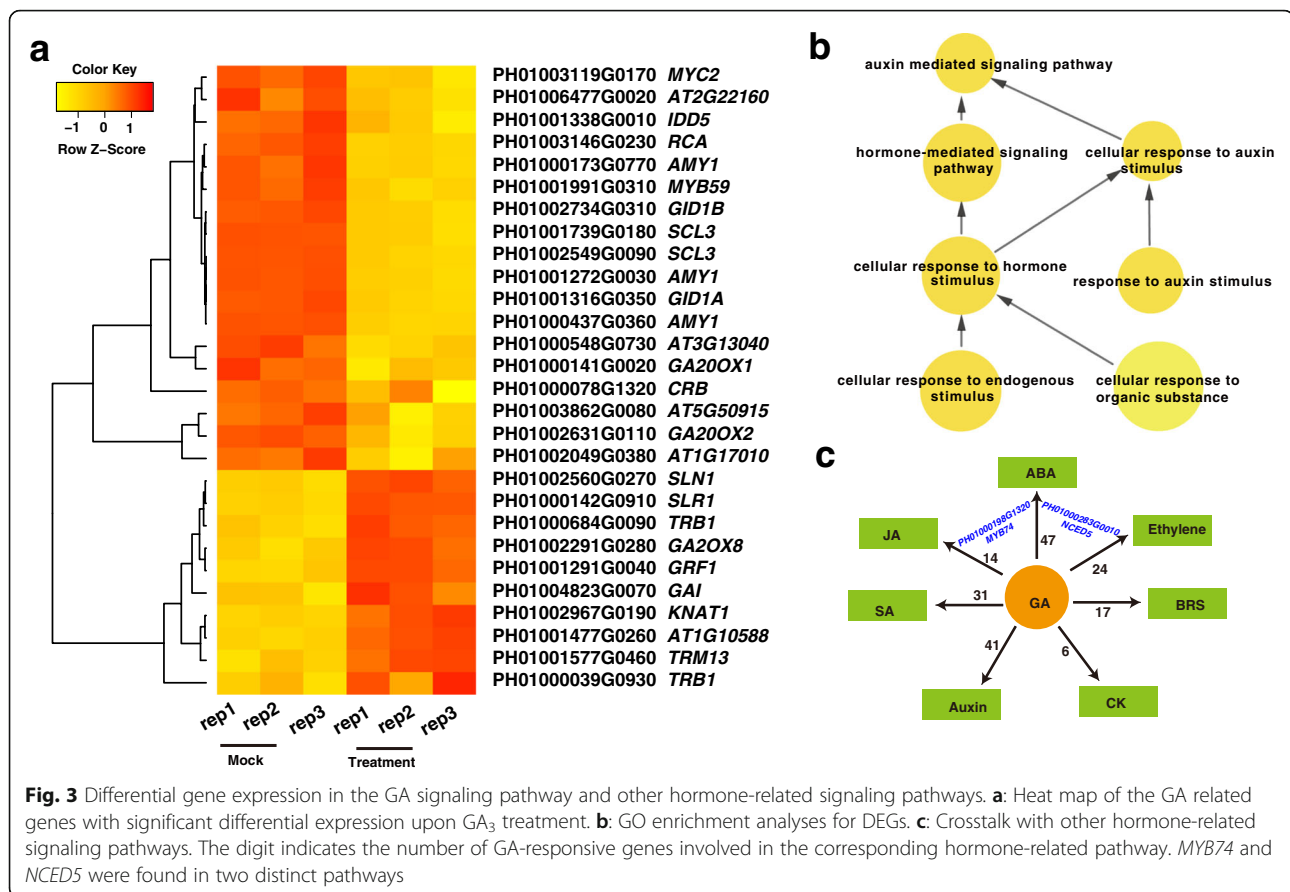 a
Color Key
−1 0 1
Row Z−Score
PH01003119G0170 MYC2
PH01006477G0020 AT2G22160
PH01001338G0010 IDD5
PH01003146G0230 RCA
PH01000173G0770 AMY1
PH01001991G0310 MYB59
PH01002734G0310 GID1B
PH01001739G0180 SCL3
PH01002549G0090 SCL3
PH01001272G0030 AMY1
PH01001316G0350 GID1A
PH01000437G0360 AMY1
PH01000548G0730 AT3G13040
PH01000141G0020 GA20OX1
PH01000078G1320 CRB
PH01003862G0080 AT5G50915
PH01002631G0110 GA20OX2
PH01002049G0380 AT1G17010
PH01002560G0270 SLN1
PH01000142G0910 SLR1
PH01000684G0090 TRB1
PH01002291G0280 GA2OX8
PH01001291G0040 GRF1
PH01004823G0070 GAI
PH01002967G0190 KNAT1
PH01001477G0260 AT1G10588
PH01001577G0460 TRM13
PH01000039G0930 TRB1
rep1 rep2 rep3 rep1 rep2 rep3
Mock Treatment
b
auxin mediated signaling pathway
hormone-mediated signaling
pathway
cellular response to auxin
stimulus
cellular response to hormone
stimulus
response to auxin stimulus
cellular response to endogenous
stimulus
cellular response to
organic substance
c
ABA
PH01000198G1320
MYB74
PH01000283G0010
NCED5
JA
Ethylene
14
47
24
SA
31
GA
17
BRS
41
6
Auxin
CK
Fig. 3 Differential gene expression in the GA signaling pathway and other hormone-related signaling pathways. a: Heat map of the GA related
genes with significant differential expression upon GA₃ treatment. b: GO enrichment analyses for DEGs. c: Crosstalk with other hormone-related
signaling pathways. The digit indicates the number of GA-responsive genes involved in the corresponding hormone-related pathway. MYB74 and
NCED5 were found in two distinct pathways